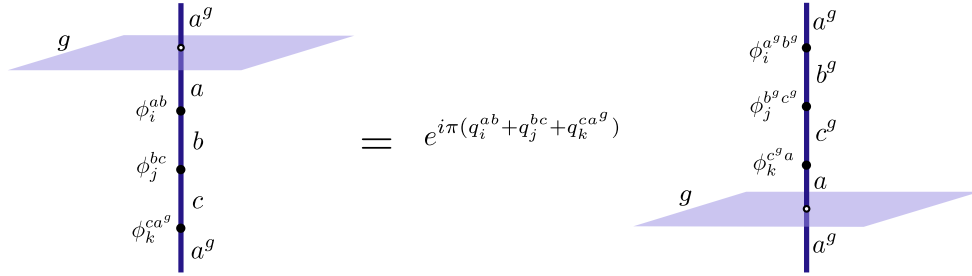 a^g
g
a
ϕ_i^{ab}
b
ϕ_j^{bc}
c
ϕ_k^{ca^g}
a^g
=
e^{iπ(q_i^{ab}+q_j^{bc}+q_k^{ca^g})}
a^g
ϕ_i^{a^g b^g}
b^g
ϕ_j^{b^g c^g}
c^g
ϕ_k^{c^g a}
a
g
a^g